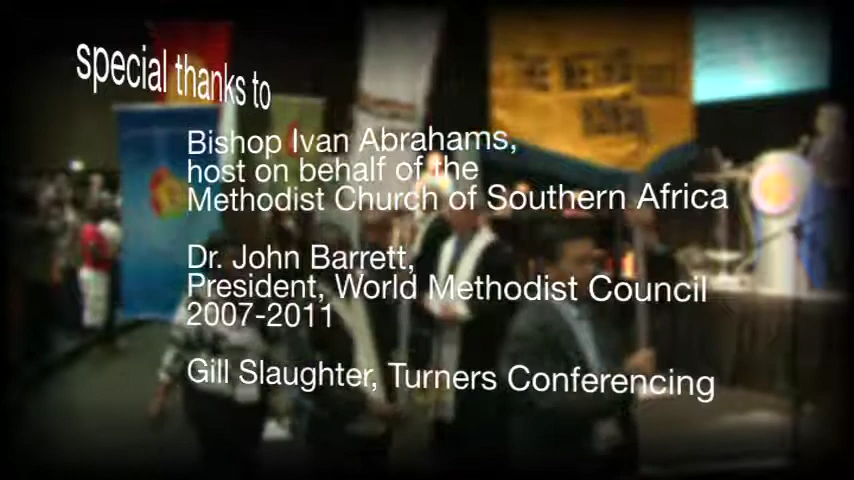 special thanks to
Bishop Ivan Abrahams,
host on behalf of the
Methodist Church of Southern Africa
Dr. John Barrett,
President, World Methodist Council
2007-2011
Gill Slaughter, Turners Conferencing